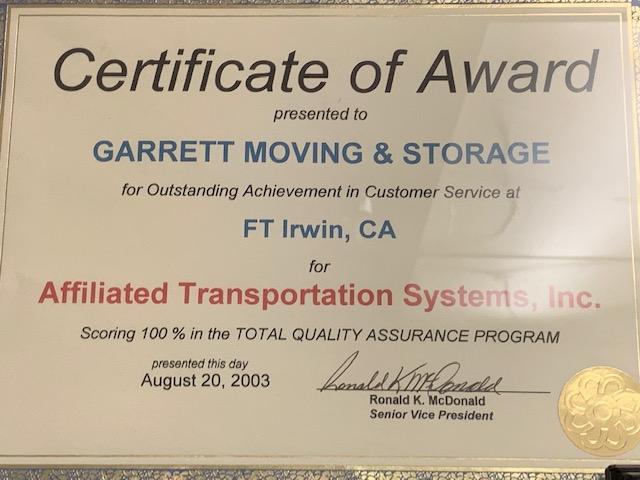 Certificate of Award
presented to
GARRETT MOVING & STORAGE
for Outstanding Achievement in Customer Service at
FT Irwin, CA
for
Affiliated Transportation Systems, Inc.
Scoring 100 % in the TOTAL QUALITY ASSURANCE PROGRAM
presented this day
August 20, 2003
Ronald K McDonald
Ronald K. McDonald
Senior Vice President